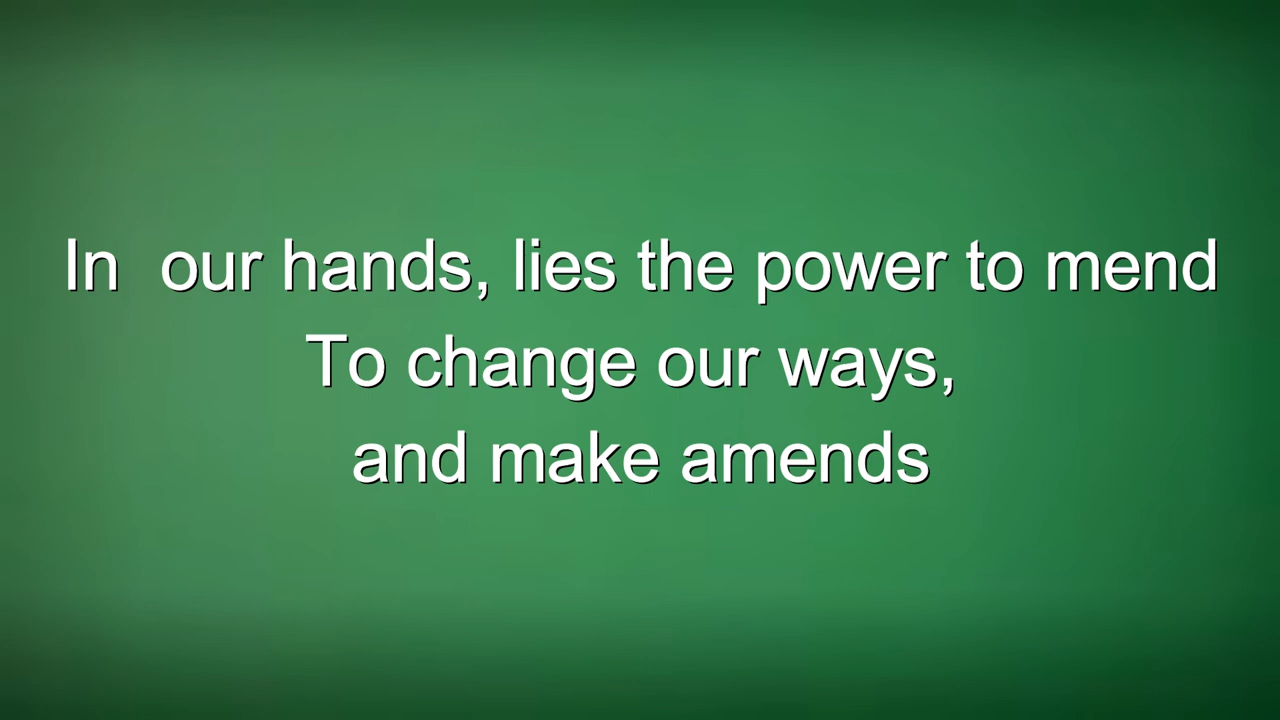 In  our hands, lies the power to mend
To change our ways,
and make amends